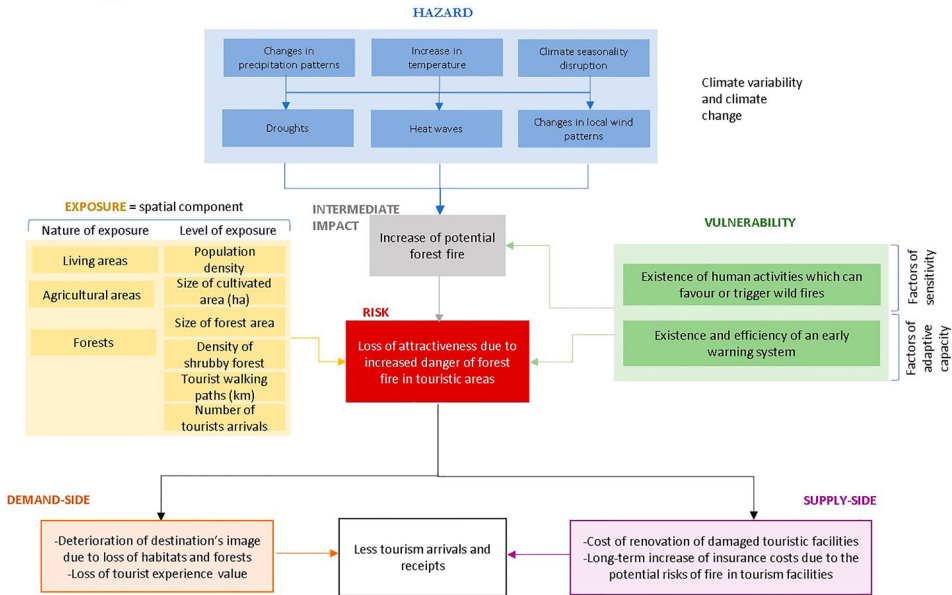 HAZARD
Changes in
precipitation patterns
Increase in
temperature
Climate seasonality
disruption
Droughts
Heat waves
Changes in local wind
patterns
Climate variability
and climate
change
EXPOSURE = spatial component
Nature of exposure
Level of exposure
Living areas
Agricultural areas
Forests
Population
density
Size of cultivated
area (ha)
Size of forest area
Density of
shrubby forest
Tourist walking
paths (km)
Number of
tourists arrivals
INTERMEDIATE
IMPACT
Increase of potential
forest fire
RISK
Loss of attractiveness due to
increased danger of forest
fire in touristic areas
VULNERABILITY
Existence of human activities which can
favour or trigger wild fires
Existence and efficiency of an early
warning system
Factors of
sensitivity
Factors of
adaptive
capacity
DEMAND-SIDE
-Deterioration of destination's image
due to loss of habitats and forests
-Loss of tourist experience value
Less tourism arrivals and
receipts
SUPPLY-SIDE
-Cost of renovation of damaged touristic facilities
-Long-term increase of insurance costs due to the
potential risks of fire in tourism facilities